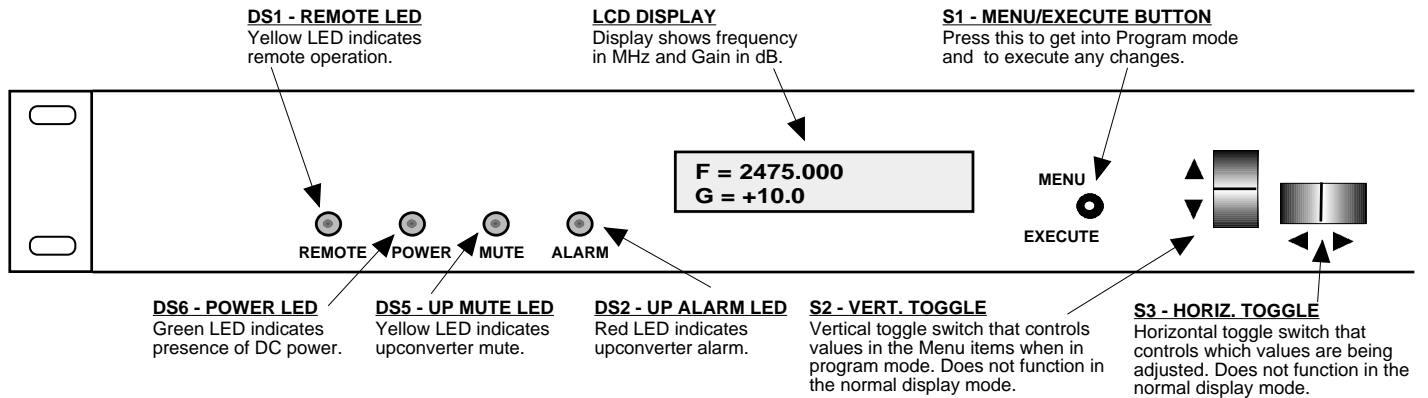 DS1 - REMOTE LED
Yellow LED indicates
remote operation.
LCD DISPLAY
Display shows frequency
in MHz and Gain in dB.
S1 - MENU/EXECUTE BUTTON
Press this to get into Program mode
and to execute any changes.
F = 2475.000
G = +10.0
MENU
EXECUTE
REMOTE
POWER
MUTE
ALARM
DS6 - POWER LED
Green LED indicates
presence of DC power.
DS5 - UP MUTE LED
Yellow LED indicates
upconverter mute.
DS2 - UP ALARM LED
Red LED indicates
upconverter alarm.
S2 - VERT. TOGGLE
Vertical toggle switch that controls
values in the Menu items when in
program mode. Does not function in
the normal display mode.
S3 - HORIZ. TOGGLE
Horizontal toggle switch that
controls which values are being
adjusted. Does not function in the
normal display mode.